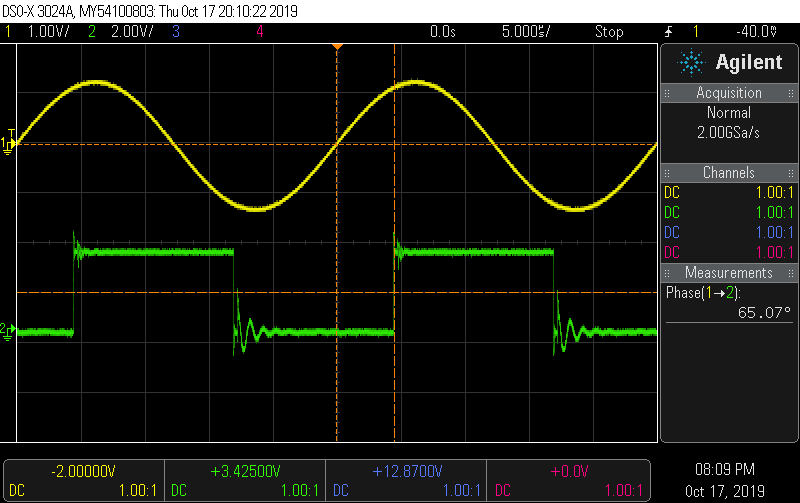 DSO-X 3024A, MY54100803: Thu Oct 17 20:10:22 2019
1 1.00V/ 2 2.00V/ 3 4 0.0s 5.000㎲/ Stop 1 -40.0㎷
Agilent
Acquisition
Normal
2.00GSa/s
Channels
DC 1.00:1
DC 1.00:1
DC 1.00:1
DC 1.00:1
Measurements
Phase(1→2):
65.07°
T
1
2
-2.00000V +3.42500V +12.8700V +0.0V
DC 1.00:1 DC 1.00:1 DC 1.00:1 DC 1.00:1
08:09 PM
Oct 17, 2019